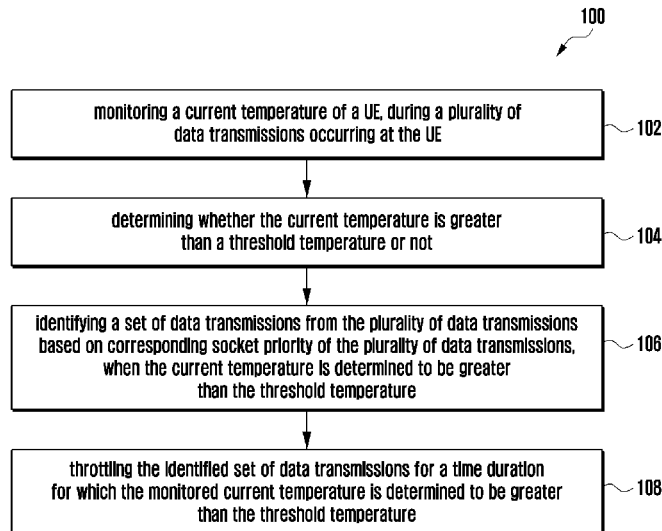 100
monitoring a current temperature of a UE, during a plurality of
data transmissions occurring at the UE
102
determining whether the current temperature is greater
than a threshold temperature or not
104
identifying a set of data transmissions from the plurality of data transmissions
based on corresponding socket priority of the plurality of data transmissions,
when the current temperature is determined to be greater
than the threshold temperature
106
throttling the identified set of data transmissions for a time duration
for which the monitored current temperature is determined to be greater
than the threshold temperature
108